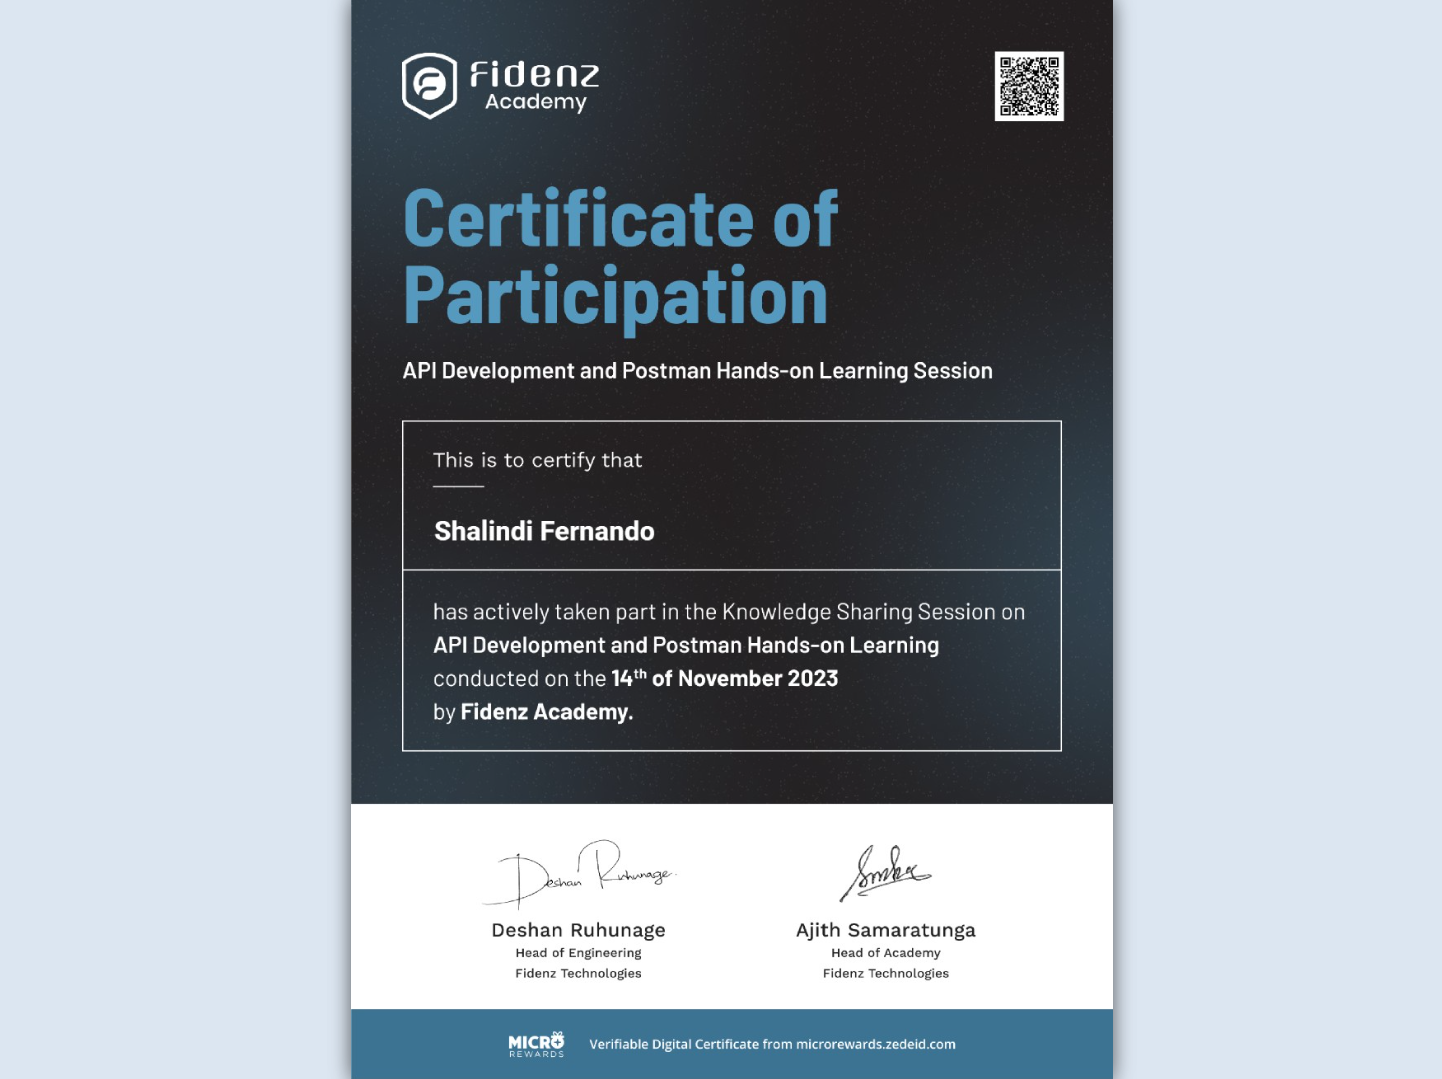 Fidenz
Academy
Certificate of
Participation
API Development and Postman Hands-on Learning Session
This is to certify that
Shalindi Fernando
has actively taken part in the Knowledge Sharing Session on
API Development and Postman Hands-on Learning
conducted on the 14th of November 2023
by Fidenz Academy.
Deshan Ruhunage
Deshan Ruhunage
Head of Engineering
Fidenz Technologies
Ajith Samaratunga
Head of Academy
Fidenz Technologies
MICRO
REWARDS
Verifiable Digital Certificate from microrewards.zedeid.com